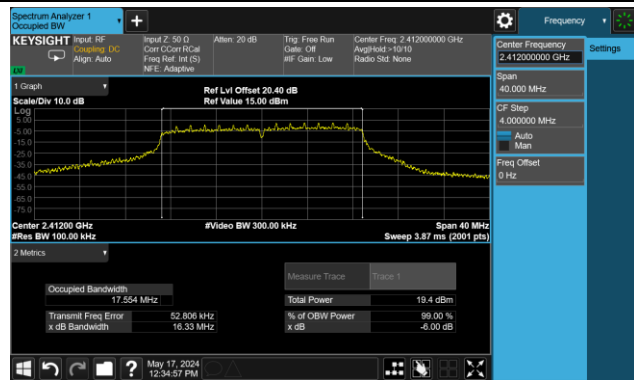 Spectrum Analyzer 1
Occupied BW
Frequency
KEYSIGHT
Input: RF
Coupling: DC
Align: Auto
Input Z: 50 Ω
Corr CCorr RCal
Freq Ref: Int (S)
NFE: Adaptive
Atten: 20 dB
Trig: Free Run
Gate: Off
#IF Gain: Low
Center Freq: 2.412000000 GHz
Avg|Hold:>10/10
Radio Std: None
LM
Center Frequency
2.412000000 GHz
Settings
Span
40.000 MHz
CF Step
4.000000 MHz
Auto
Man
Freq Offset
0 Hz
1 Graph
Scale/Div 10.0 dB
Ref Lvl Offset 20.40 dB
Ref Value 15.00 dBm
Log
5.00
-5.00
-15.0
-25.0
-35.0
-45.0
-55.0
-65.0
-75.0
Center 2.41200 GHz
#Res BW 100.00 kHz
#Video BW 300.00 kHz
Span 40 MHz
Sweep 3.87 ms (2001 pts)
2 Metrics
Measure Trace
Trace 1
Occupied Bandwidth
17.554 MHz
Total Power
19.4 dBm
Transmit Freq Error
52.806 kHz
% of OBW Power
99.00 %
x dB Bandwidth
16.33 MHz
x dB
-6.00 dB
?
May 17, 2024
12:34:57 PM